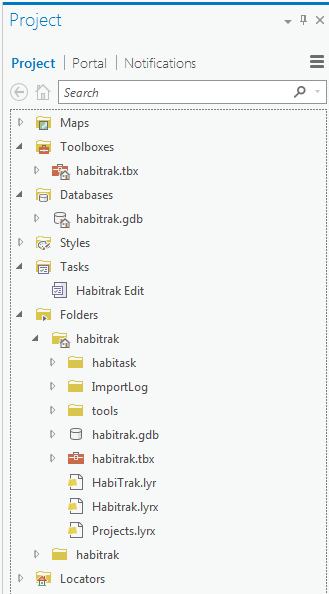 Project
Project Portal Notifications
Search
Maps
Toolboxes
habitrak.tbx
Databases
habitrak.gdb
Styles
Tasks
Habitrak Edit
Folders
habitrak
habitask
ImportLog
tools
habitrak.gdb
habitrak.tbx
HabiTrak.lyr
Habitrak.lyrx
Projects.lyrx
habitrak
Locators